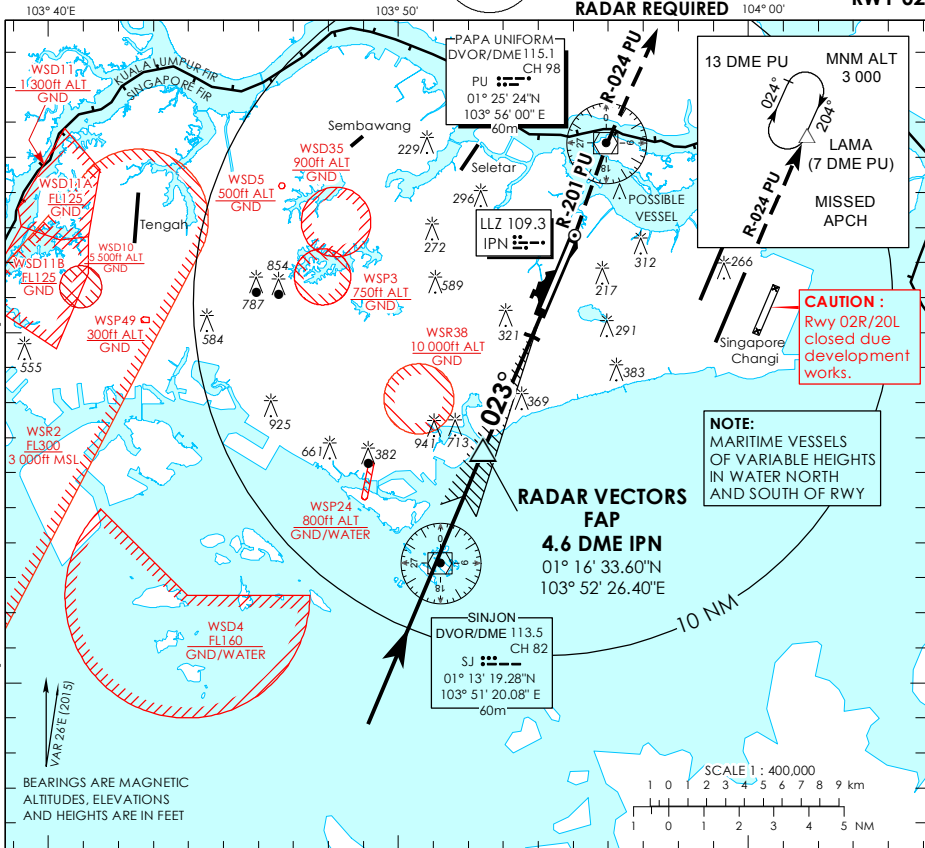 103° 40'
103° 50'
RADAR REQUIRED
104° 00'
RWY 02
WSD11
1 300ft ALT
GND
KUALA LUMPUR FIR
SINGAPORE FIR
PAPA UNIFORM
DVOR/DME 115.1
CH 98
PU
01° 25' 24"N
103° 56' 00" E
60m
R-024 PU
13 DME PU
MNM ALT
3 000
024°
204°
LAMA
(7 DME PU)
R-024 PU
MISSED
APCH
Sembawang
229
Seletar
WSD35
900ft ALT
GND
WSD5
500ft ALT
GND
WSD11A
FL125
GND
Tengah
296
R-201 PU
0
9
18
27
POSSIBLE
VESSEL
LLZ 109.3
IPN
272
312
WSD10
5 500ft ALT
GND
WSD11B
FL125
GND
854
787
WSP3
750ft ALT
GND
589
217
266
CAUTION :
Rwy 02R/20L
closed due
development
works.
WSP49
300ft ALT
GND
584
321
291
Singapore
Changi
555
WSR38
10 000ft ALT
GND
383
369
023°
925
941
713
WSR2
FL300
3 000ft MSL
661
382
NOTE:
MARITIME VESSELS
OF VARIABLE HEIGHTS
IN WATER NORTH
AND SOUTH OF RWY
WSP24
800ft ALT
GND/WATER
RADAR VECTORS
FAP
4.6 DME IPN
01° 16' 33.60"N
103° 52' 26.40"E
0
9
18
27
10 NM
WSD4
FL160
GND/WATER
SINJON
DVOR/DME 113.5
CH 82
SJ
01° 13' 19.28"N
103° 51' 20.08" E
60m
VAR 26'E (2015)
BEARINGS ARE MAGNETIC
ALTITUDES, ELEVATIONS
AND HEIGHTS ARE IN FEET
SCALE 1 : 400,000
1 0 1 2 3 4 5 6 7 8 9 km
1 0 1 2 3 4 5 NM